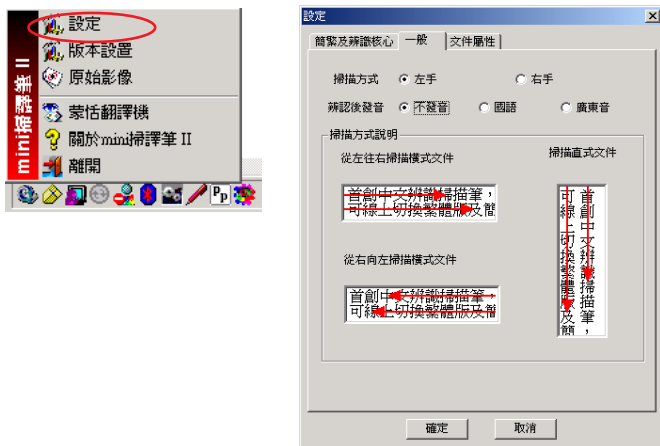 設定
版本設置
原始影像
蒙恬翻譯機
關於mini掃譯筆 II
離開
mini掃譯筆 II
Pp
設定
簡繁及辨識核心 一般 文件屬性
掃描方式 左手 右手
辨認後發音 不發音 國語 廣東音
掃描方式說明
從左往右掃描橫式文件
首創中文辨識掃描筆，
可線上切換繁體版及簡
掃描直式文件
首創中文辨識掃描筆，
可線上切換繁體版及簡
從右向左掃描橫式文件
首創中文辨識掃描筆
可線上切換繁體版及簡
確定 取消